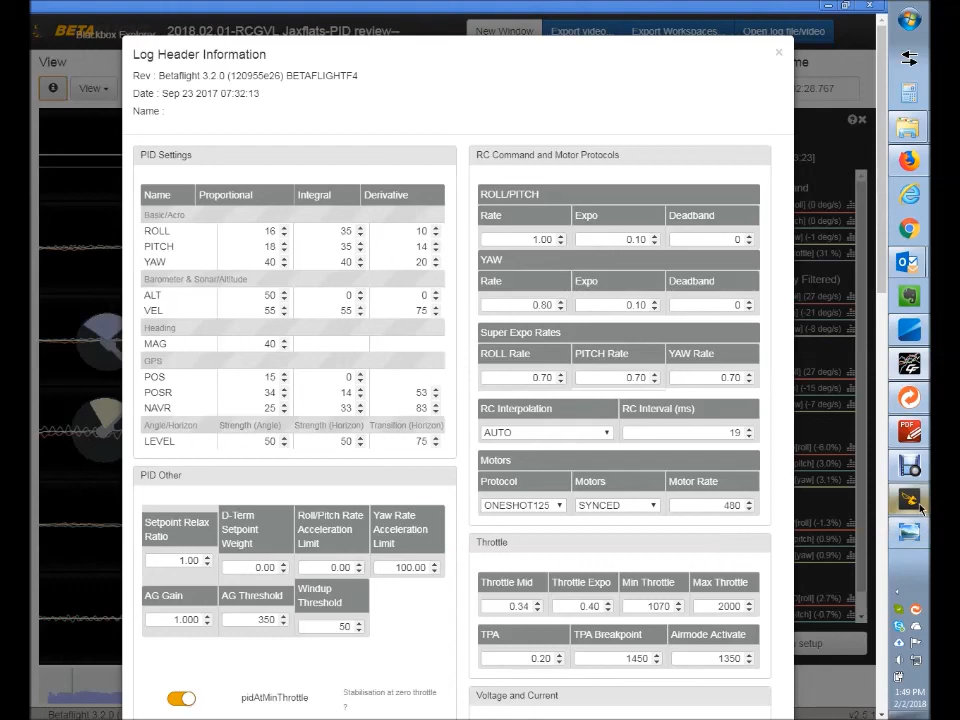 BETA
Blackbox Explorer
2018.02.01-RCGVL Jaxflats-PID review--
New Window
Export video...
Export Workspaces..
Open log file/video
View
View
02:28.767
Log Header Information
Rev : Betaflight 3.2.0 (120955e26) BETAFLIGHTF4
Date : Sep 23 2017 07:32:13
Name :
PID Settings
Name Proportional Integral Derivative
Basic/Acro
ROLL 16 35 10
PITCH 18 35 14
YAW 40 40 20
Barometer & Sonar/Altitude
ALT 50 0 0
VEL 55 55 75
Heading
MAG 40
GPS
POS 15 0
POSR 34 14 53
NAVR 25 33 83
Angle/Horizon Strength (Angle) Strength (Horizon) Transition (Horizon)
LEVEL 50 50 75
PID Other
Setpoint Relax Ratio
D-Term Setpoint Weight
Roll/Pitch Rate Acceleration Limit
Yaw Rate Acceleration Limit
1.00 0.00 0.00 100.00
AG Gain AG Threshold Windup Threshold
1.000 350 50
pidAtMinThrottle
Stabilisation at zero throttle
?
RC Command and Motor Protocols
ROLL/PITCH
Rate Expo Deadband
1.00 0.10 0
YAW
Rate Expo Deadband
0.80 0.10 0
Super Expo Rates
ROLL Rate PITCH Rate YAW Rate
0.70 0.70 0.70
RC Interpolation RC Interval (ms)
AUTO 19
Motors
Protocol Motors Motor Rate
ONESHOT125 SYNCED 480
Throttle
Throttle Mid Throttle Expo Min Throttle Max Throttle
0.34 0.40 1070 2000
TPA TPA Breakpoint Airmode Activate
0.20 1450 1350
Voltage and Current
Filtered)
setup
PDF
1:49 PM
2/2/2018
Betaflight 3.2.0